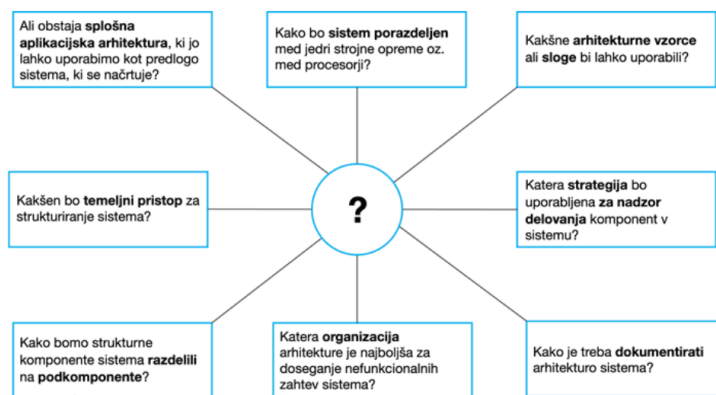 Ali obstaja splošna
aplikacijska arhitektura, ki jo
lahko uporabimo kot predlogo
sistema, ki se načrtuje?
Kako bo sistem porazdeljen
med jedri strojne opreme oz.
med procesorji?
Kakšne arhitekturne vzorce
ali sloge bi lahko uporabili?
Kakšen bo temeljni pristop za
strukturiranje sistema?
?
Katera strategija bo
uporabljena za nadzor
delovanja komponent v
sistemu?
Kako bomo strukturne
komponente sistema razdelili
na podkomponente?
Katera organizacija
arhitekture je najboljša za
doseganje nefunkcionalnih
zahtev sistema?
Kako je treba dokumentirati
arhitekturo sistema?